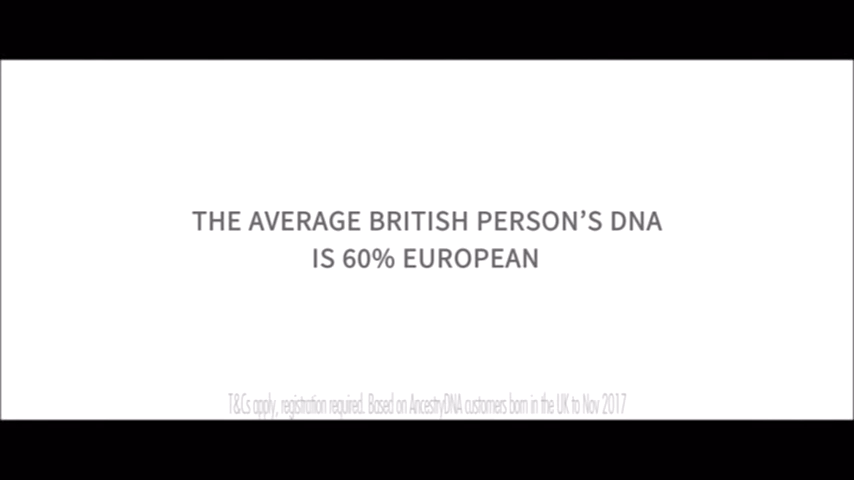 THE AVERAGE BRITISH PERSON’S DNA
IS 60% EUROPEAN
T&Cs apply, registration required. Based on AncestryDNA customers born in the UK to Nov 2017